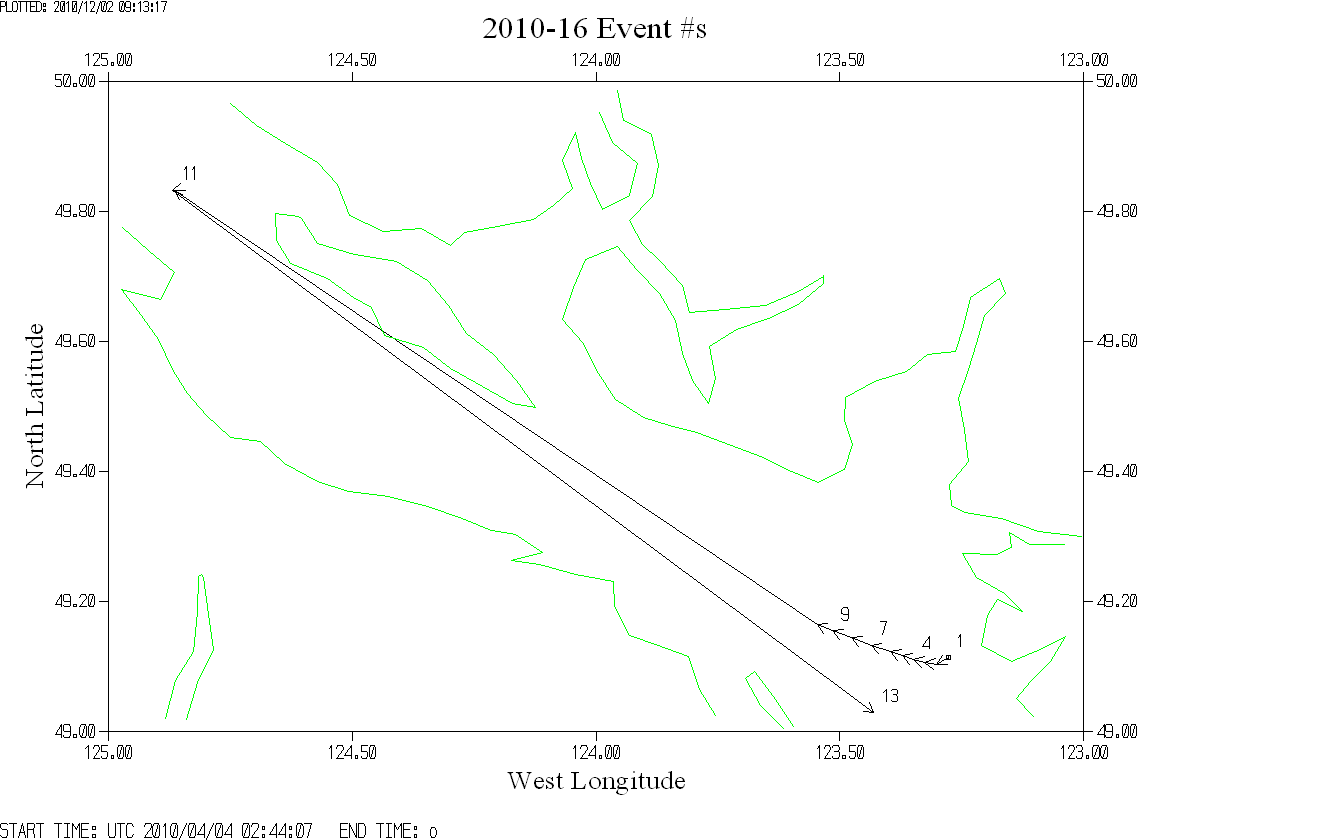 PLOTTED: 2010/12/02 09:13:17
2010-16 Event #s
125.00 124.50 124.00 123.50 123.00
50.00 50.00
11
49.80 49.80
49.60 49.60
North Latitude
49.40 49.40
49.20 49.20
9 7 4 1
13
49.00 49.00
125.00 124.50 124.00 123.50 123.00
West Longitude
START TIME: UTC 2010/04/04 02:44:07 END TIME: o